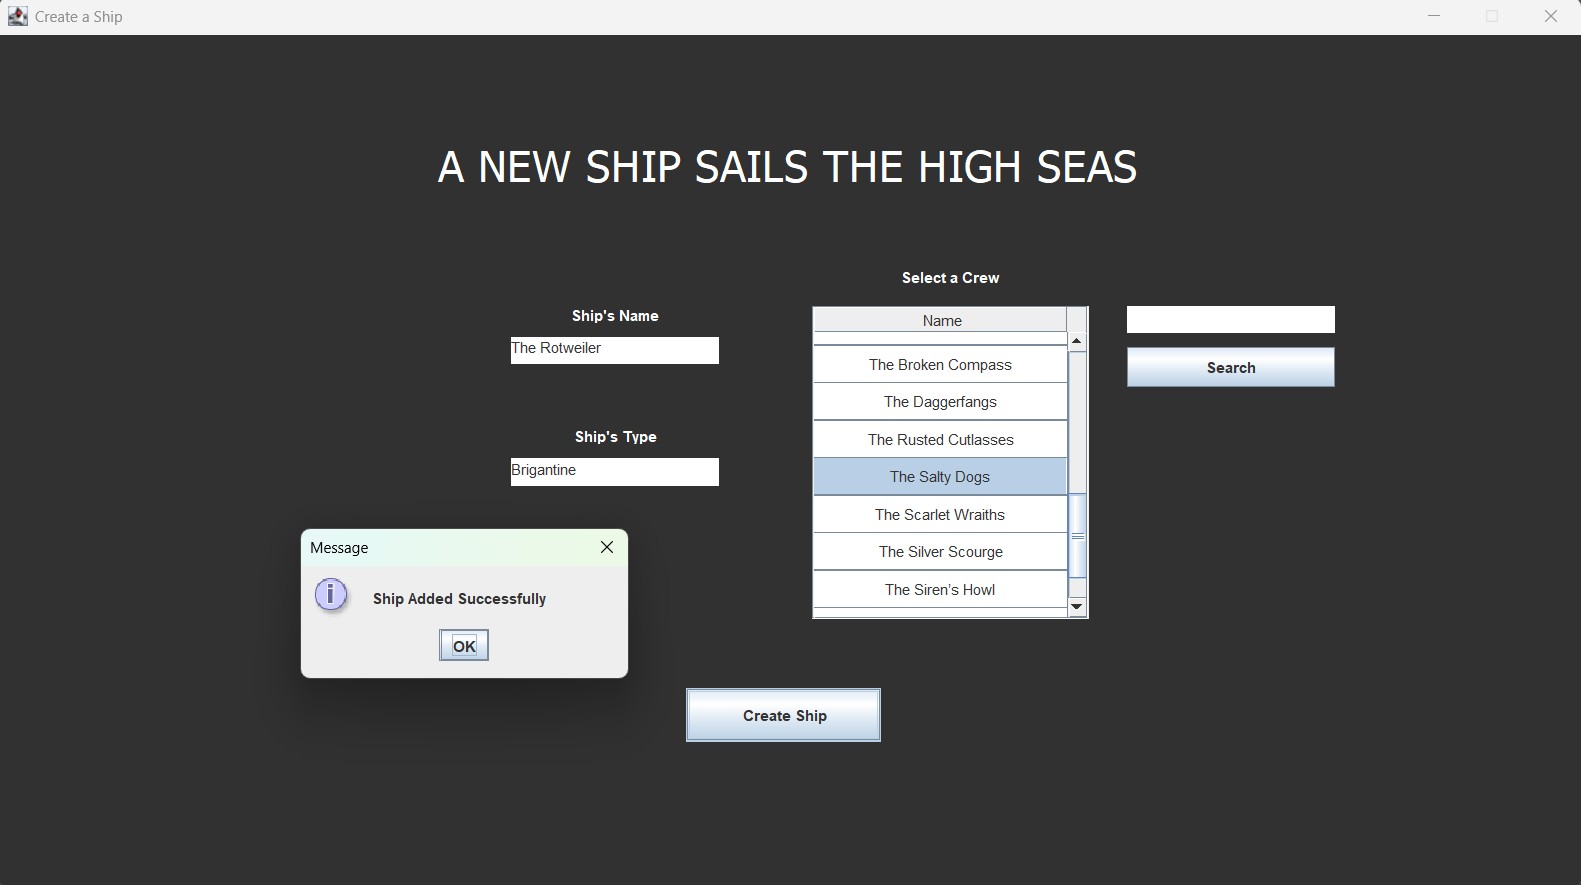 Create a Ship
A NEW SHIP SAILS THE HIGH SEAS
Select a Crew
Ship's Name
The Rotweiler
Ship's Type
Brigantine
Name
The Broken Compass
The Daggerfangs
The Rusted Cutlasses
The Salty Dogs
The Scarlet Wraiths
The Silver Scourge
The Siren’s Howl
Search
Message
Ship Added Successfully
OK
Create Ship